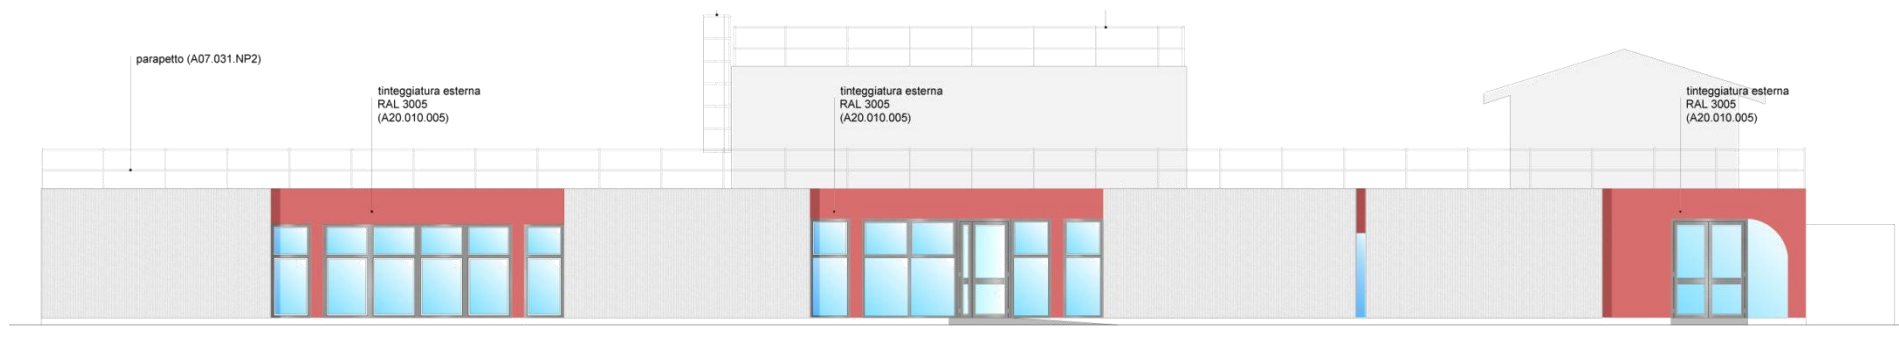 parapetto (A07.031.NP2)
tinteggiatura esterna
RAL 3005
(A20.010.005)
tinteggiatura esterna
RAL 3005
(A20.010.005)
tinteggiatura esterna
RAL 3005
(A20.010.005)